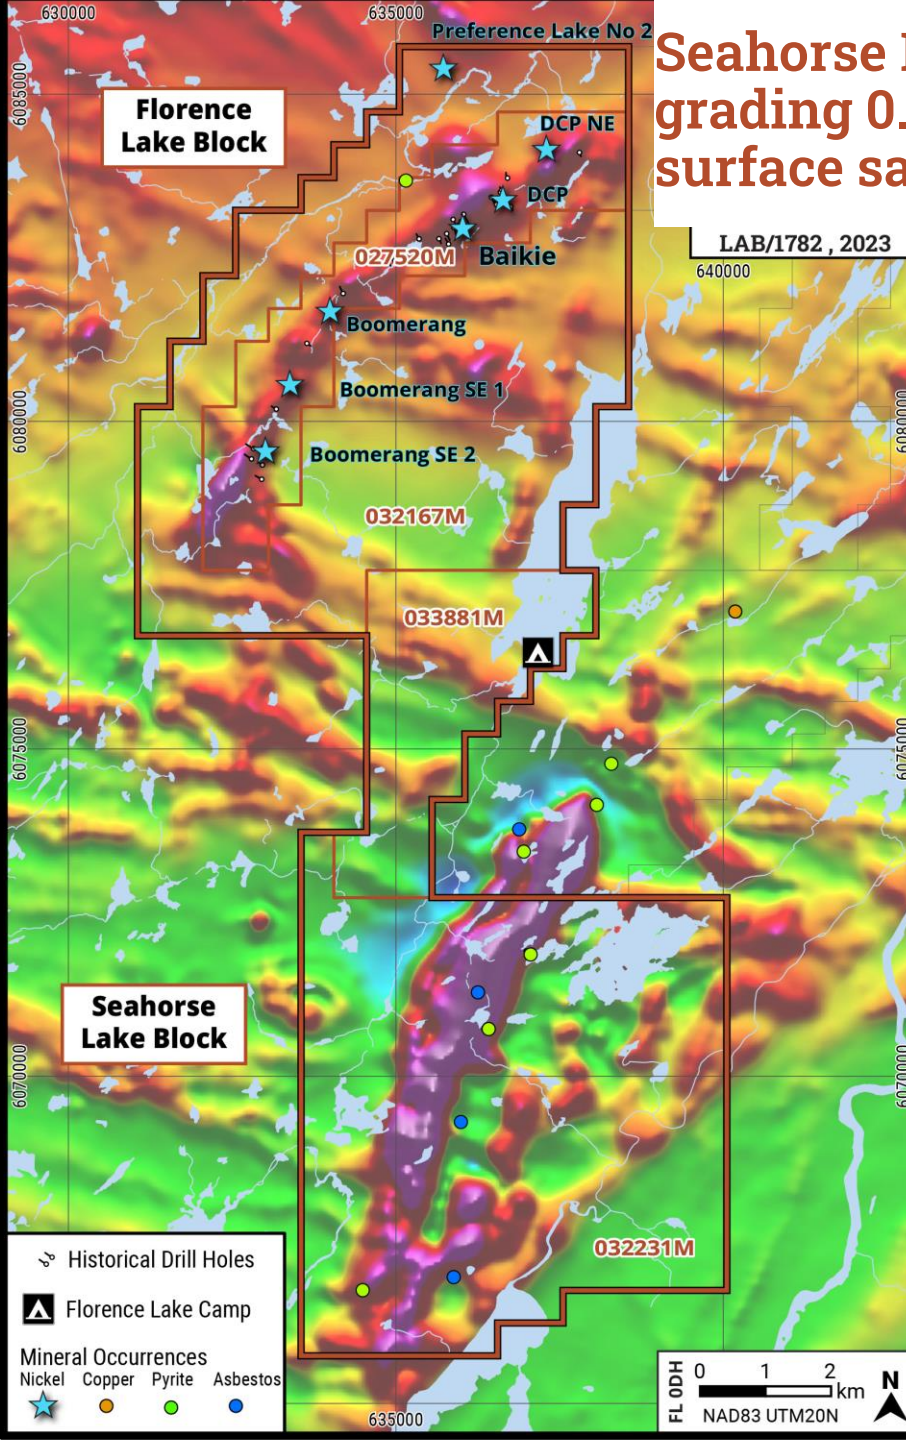 630000
635000
Preference Lake No 2
Seahorse
grading 0.
surface sa
6085000
Florence
Lake Block
DCP NE
DCP
LAB/1782 , 2023
027520M
Baikie
640000
Boomerang
Boomerang SE 1
6080000
6080000
Boomerang SE 2
032167M
033881M
6075000
6075000
Seahorse
Lake Block
6070000
6070000
032231M
Historical Drill Holes
Florence Lake Camp
Mineral Occurrences
Nickel
Copper
Pyrite
Asbestos
635000
FL 0DH
0 1 2
km
NAD83 UTM20N
N